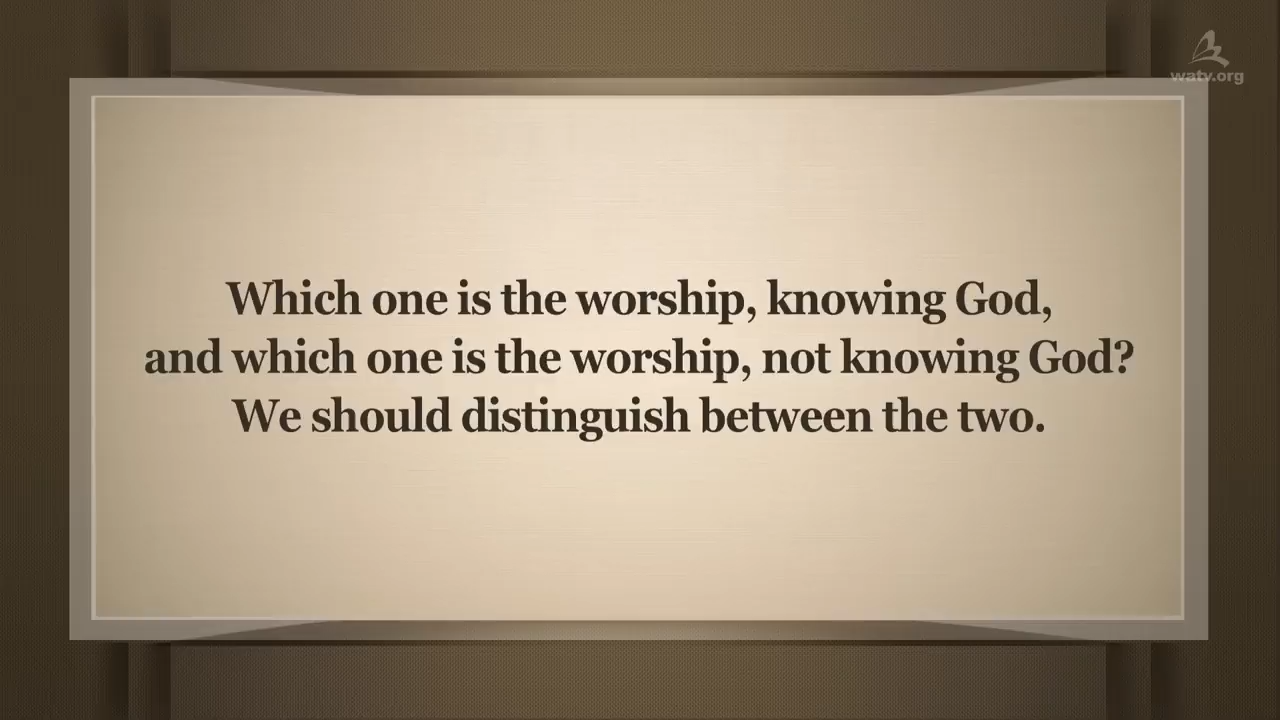 watv.org
Which one is the worship, knowing God,
and which one is the worship, not knowing God?
We should distinguish between the two.